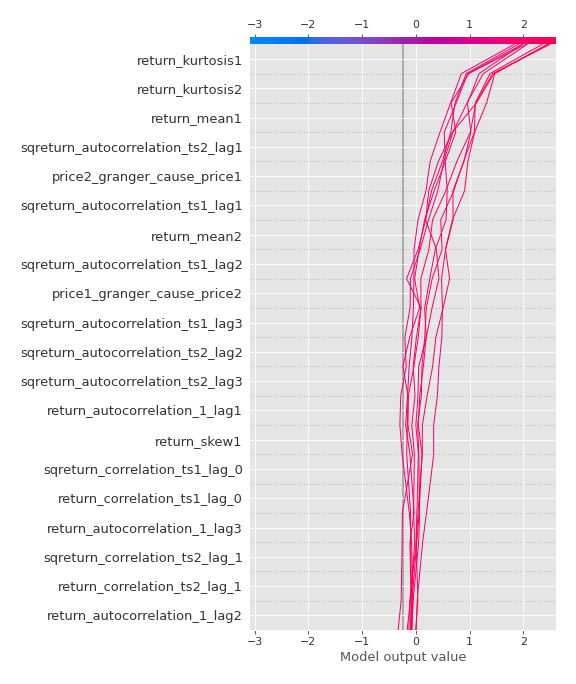 −3 −2 −1 0 1 2
return_kurtosis1
return_kurtosis2
return_mean1
sqreturn_autocorrelation_ts2_lag1
price2_granger_cause_price1
sqreturn_autocorrelation_ts1_lag1
return_mean2
sqreturn_autocorrelation_ts1_lag2
price1_granger_cause_price2
sqreturn_autocorrelation_ts1_lag3
sqreturn_autocorrelation_ts2_lag2
sqreturn_autocorrelation_ts2_lag3
return_autocorrelation_1_lag1
return_skew1
sqreturn_correlation_ts1_lag_0
return_correlation_ts1_lag_0
return_autocorrelation_1_lag3
sqreturn_correlation_ts2_lag_1
return_correlation_ts2_lag_1
return_autocorrelation_1_lag2
−3 −2 −1 0 1 2
Model output value